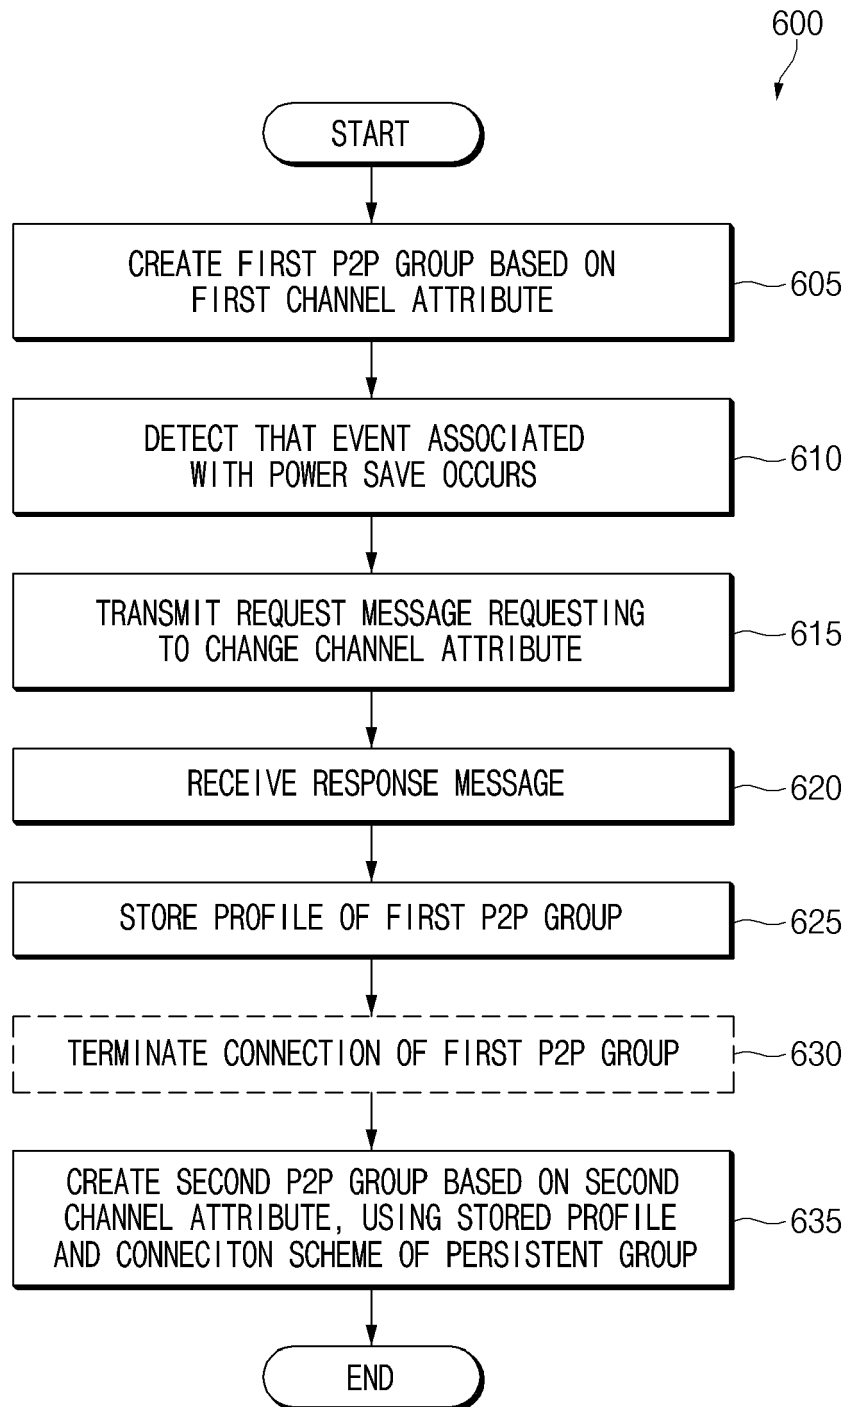 600
START
CREATE FIRST P2P GROUP BASED ON
FIRST CHANNEL ATTRIBUTE
605
DETECT THAT EVENT ASSOCIATED
WITH POWER SAVE OCCURS
610
TRANSMIT REQUEST MESSAGE REQUESTING
TO CHANGE CHANNEL ATTRIBUTE
615
RECEIVE RESPONSE MESSAGE
620
STORE PROFILE OF FIRST P2P GROUP
625
TERMINATE CONNECTION OF FIRST P2P GROUP
630
CREATE SECOND P2P GROUP BASED ON SECOND
CHANNEL ATTRIBUTE, USING STORED PROFILE
AND CONNECITON SCHEME OF PERSISTENT GROUP
635
END